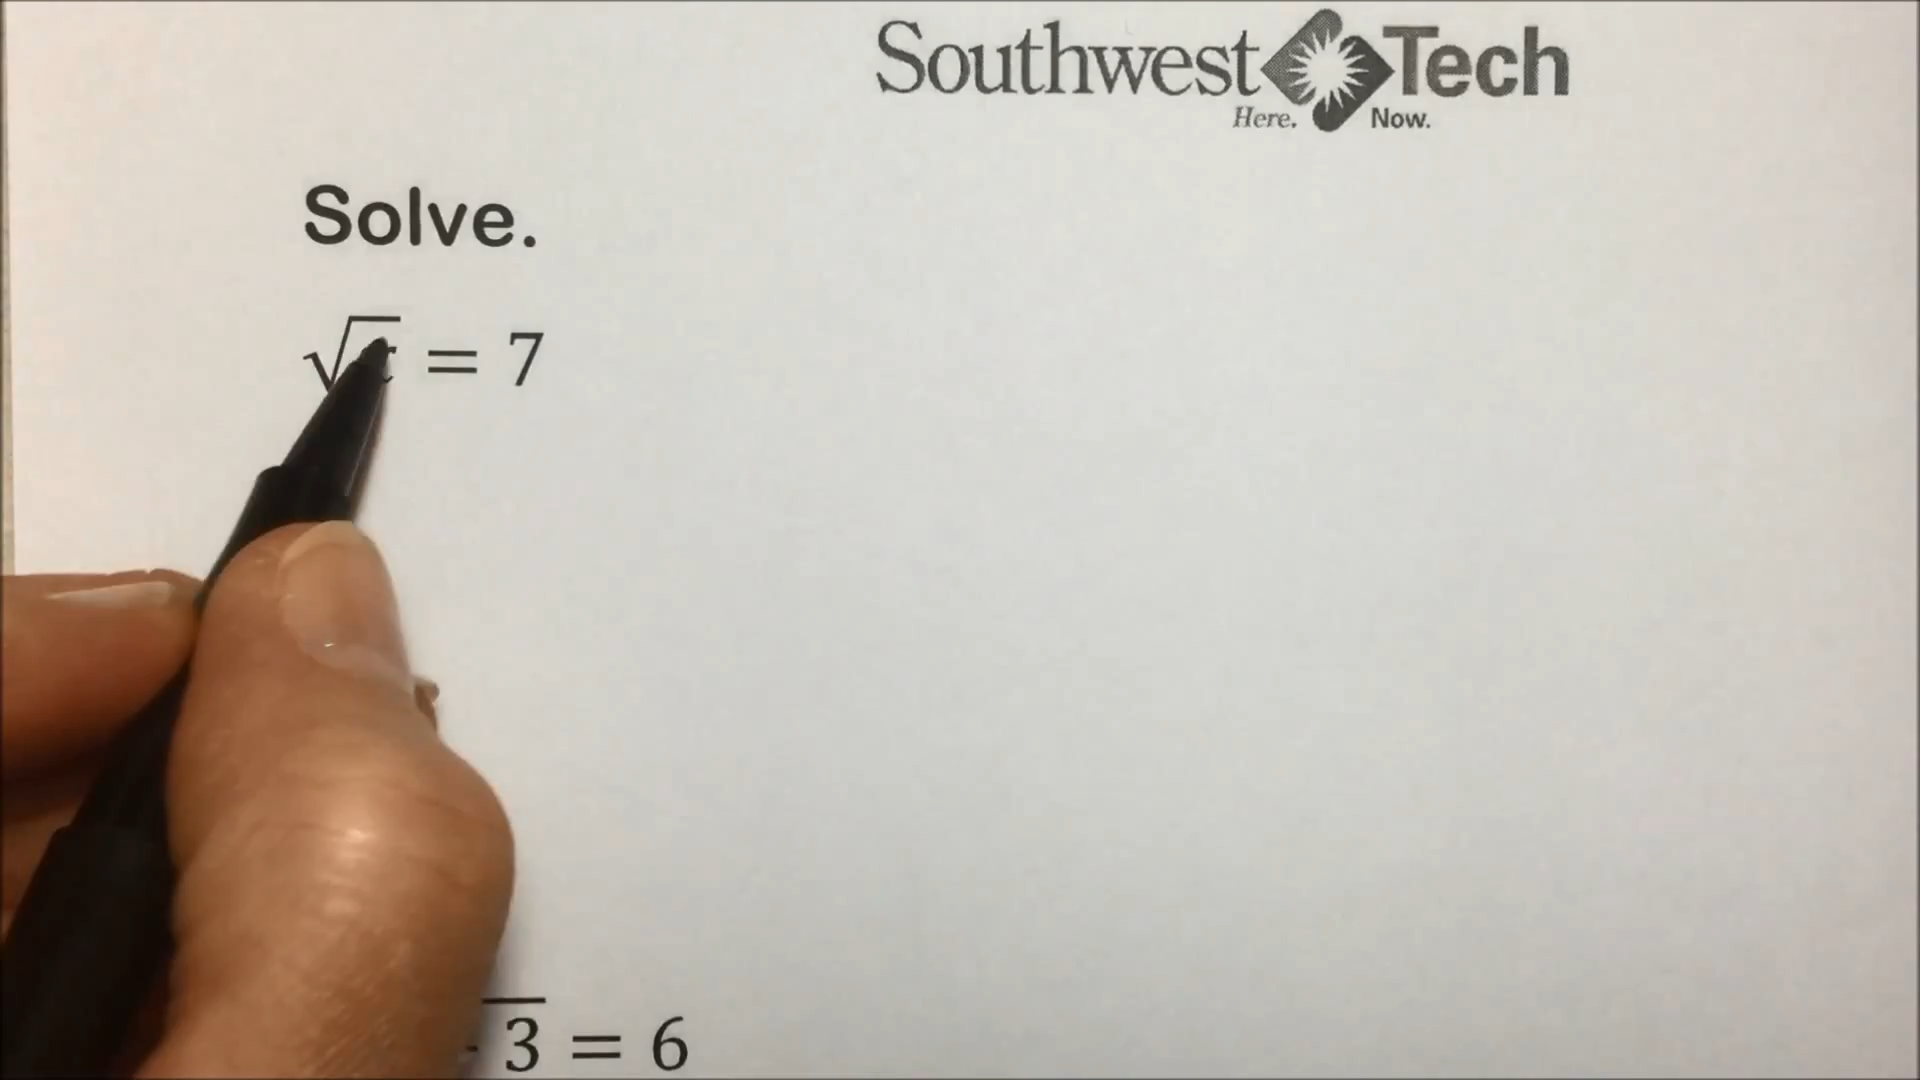 Southwest Tech
Here. Now.
Solve.
√x = 7
3 = 6